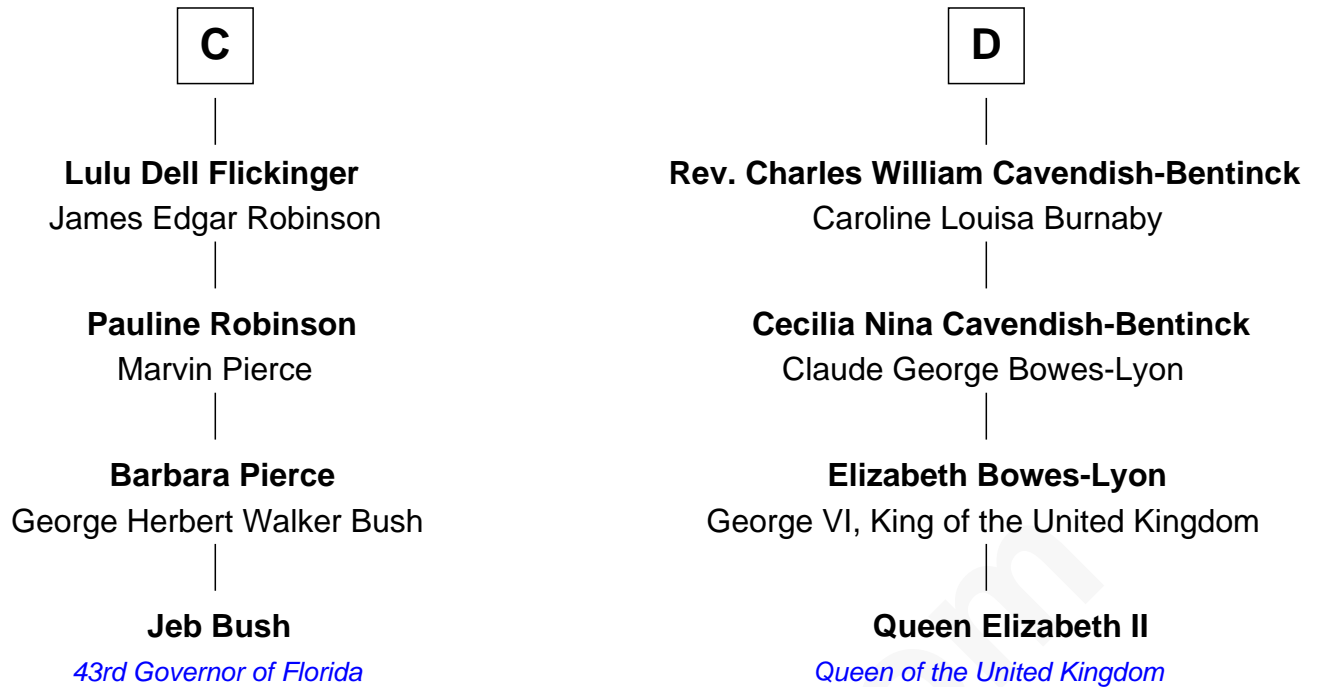 C
Lulu Dell Flickinger
James Edgar Robinson
Pauline Robinson
Marvin Pierce
Barbara Pierce
George Herbert Walker Bush
Jeb Bush
43rd Governor of Florida
D
Rev. Charles William Cavendish-Bentinck
Caroline Louisa Burnaby
Cecilia Nina Cavendish-Bentinck
Claude George Bowes-Lyon
Elizabeth Bowes-Lyon
George VI, King of the United Kingdom
Queen Elizabeth II
Queen of the United Kingdom